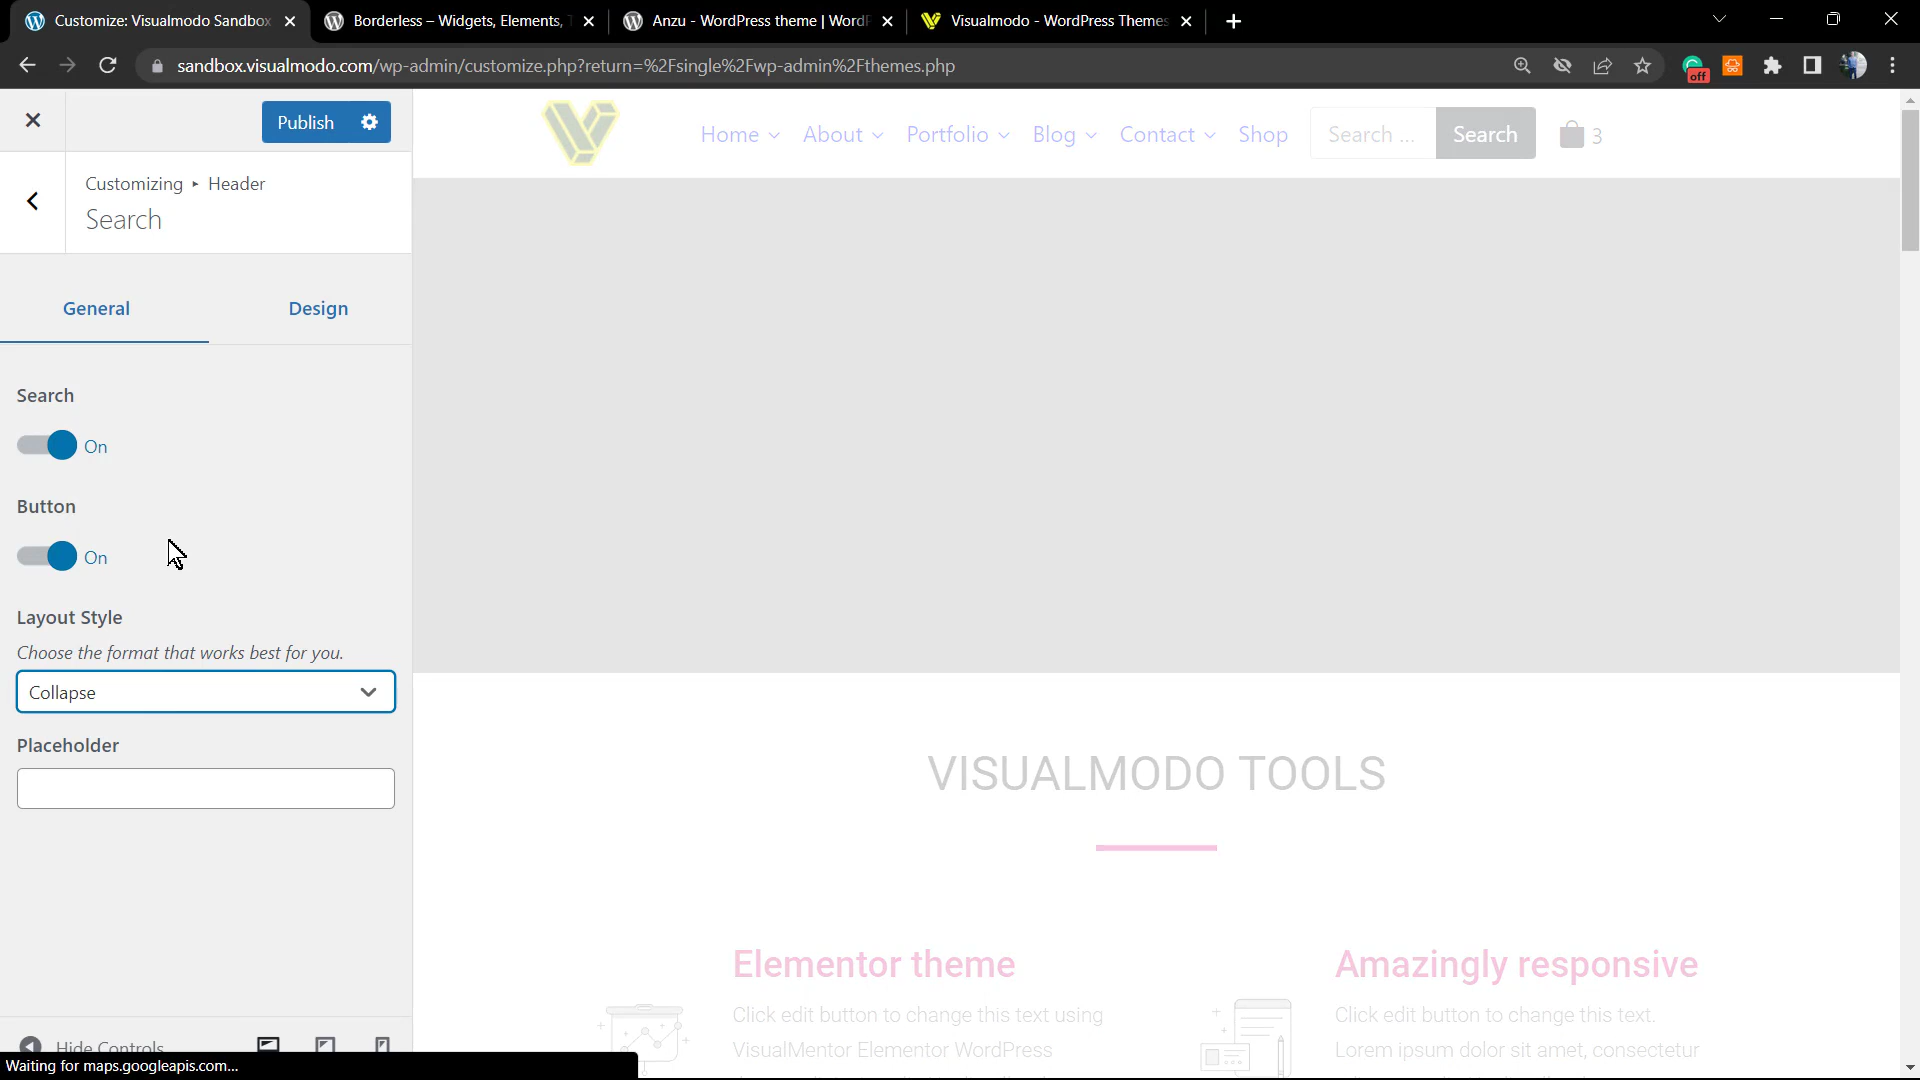 Customize: Visualmodo Sandbox
Borderless – Widgets, Elements,
Anzu - WordPress theme | Word
Visualmodo - WordPress Themes
sandbox.visualmodo.com/wp-admin/customize.php?return=%2Fsingle%2Fwp-admin%2Fthemes.php
off
Publish
Customizing ▸ Header
Search
General
Design
Search
On
Button
On
Layout Style
Choose the format that works best for you.
Collapse
Placeholder
Hide Controls
Waiting for maps.googleapis.com...
Home
About
Portfolio
Blog
Contact
Shop
Search ...
Search
3
VISUALMODO TOOLS
Elementor theme
Click edit button to change this text using
VisualMentor Elementor WordPress
Amazingly responsive
Click edit button to change this text.
Lorem ipsum dolor sit amet, consectetur